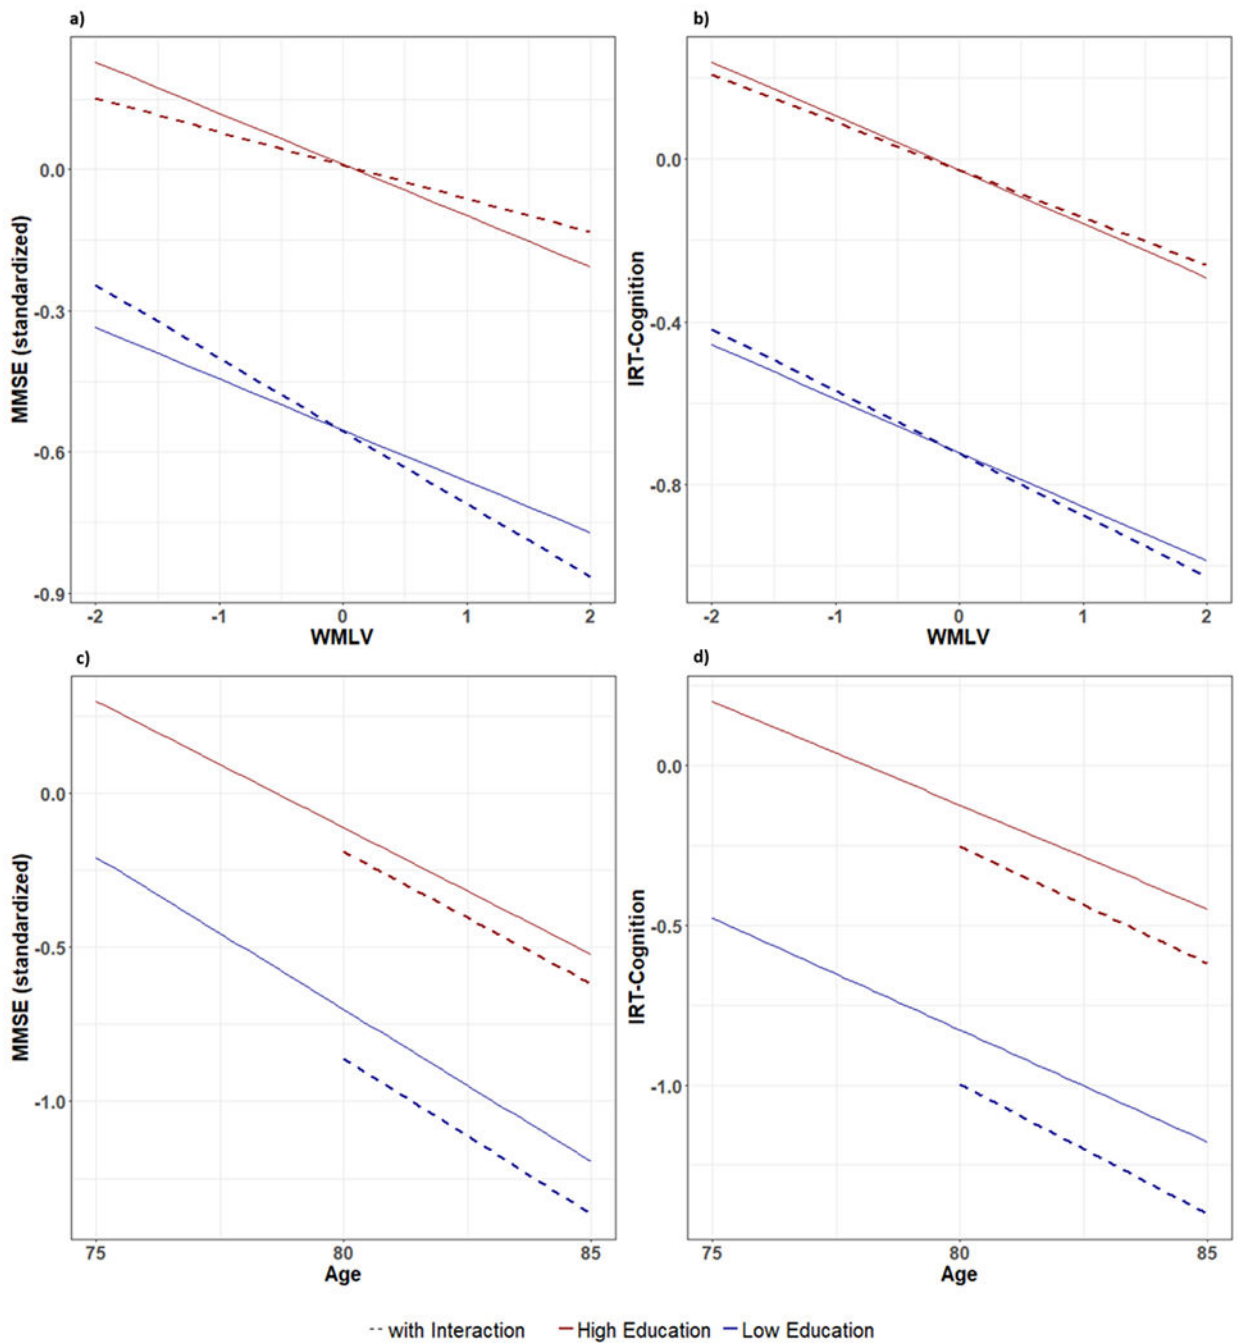 a)
MMSE (standardized)
0.0
-0.3
-0.6
-0.9
-2 -1 0 1 2
WMLV
b)
IRT-Cognition
0.0
-0.4
-0.8
-2 -1 0 1 2
WMLV
c)
MMSE (standardized)
0.0
-0.5
-1.0
75 80 85
Age
d)
IRT-Cognition
0.0
-0.5
-1.0
75 80 85
Age
with Interaction High Education Low Education